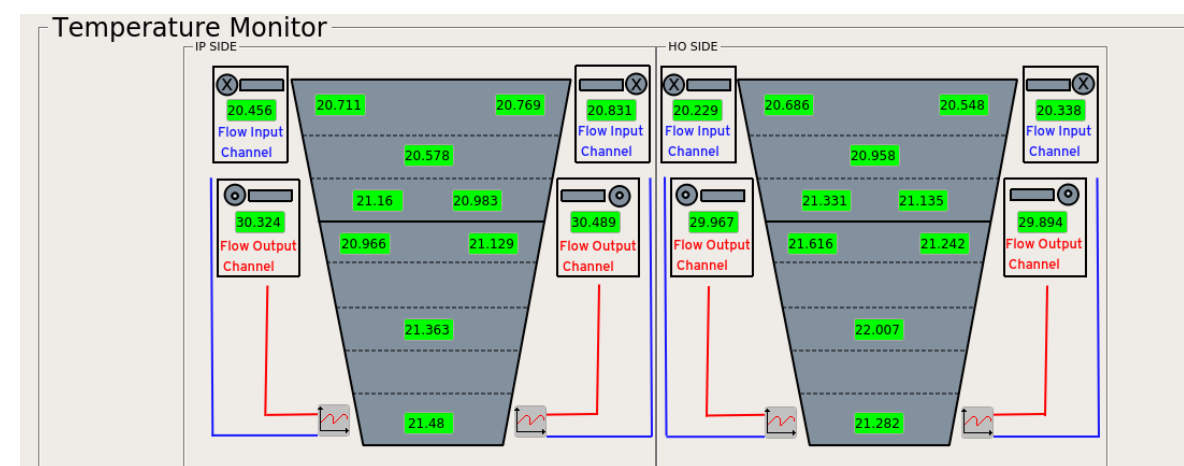 Temperature Monitor
IP SIDE
HO SIDE
X
X
X
X
20.456
20.711
20.769
20.831
20.229
20.686
20.548
20.338
Flow Input
Channel
Flow Input
Channel
Flow Input
Channel
Flow Input
Channel
20.578
20.958
21.16
20.983
21.331
21.135
30.324
30.489
29.967
29.894
Flow Output
Channel
20.966
21.129
Flow Output
Channel
Flow Output
Channel
21.616
21.242
Flow Output
Channel
21.363
22.007
21.48
21.282